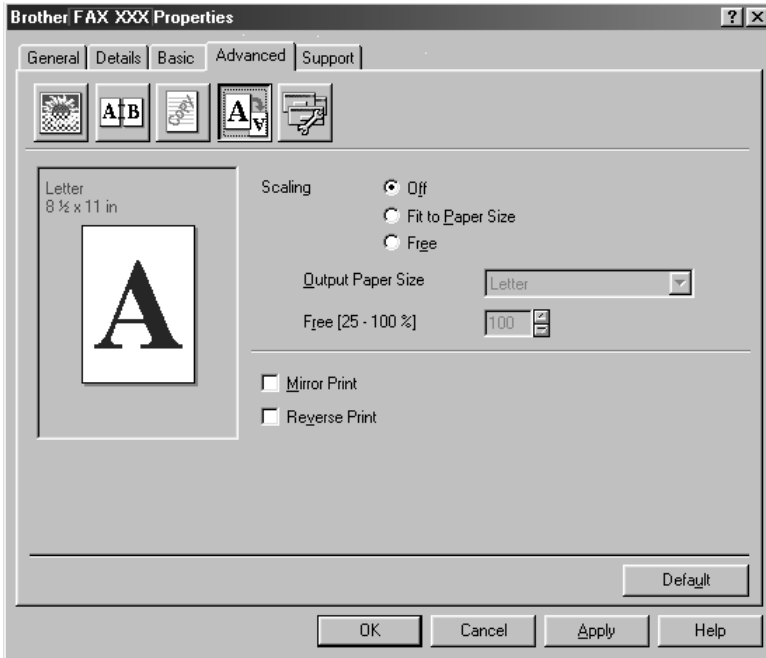 Brother FAX XXX Properties
General Details Basic Advanced Support
A B COPY A A
Letter
8 ½ x 11 in
A
Scaling Off
Fit to Paper Size
Free
Output Paper Size Letter
Free [25 - 100 %] 100
Mirror Print
Reverse Print
Default
OK Cancel Apply Help